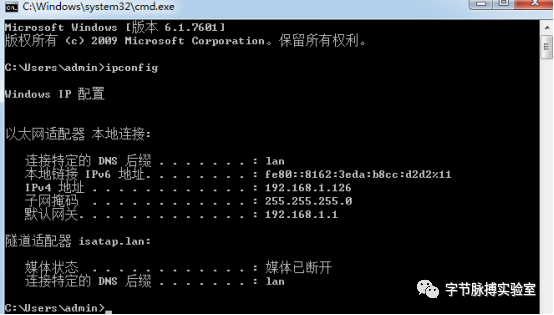 C:\Windows\system32\cmd.exe
Microsoft Windows [版本 6.1.7601]
版权所有 (c) 2009 Microsoft Corporation。保留所有权利。
C:\Users\admin>ipconfig
Windows IP 配置
以太网适配器 本地连接:
连接特定的 DNS 后缀 . . . . . . . : lan
本地链接 IPv6 地址. . . . . . . . : fe80::8162:3eda:b8cc:d2d2%11
IPv4 地址 . . . . . . . . . . . . : 192.168.1.126
子网掩码 . . . . . . . . . . . . : 255.255.255.0
默认网关. . . . . . . . . . . . . : 192.168.1.1
隧道适配器 isatap.lan:
媒体状态 . . . . . . . . . . . . : 媒体已断开
连接特定的 DNS 后缀 . . . . . . . : lan
C:\Users\admin>_
字节脉搏实验室